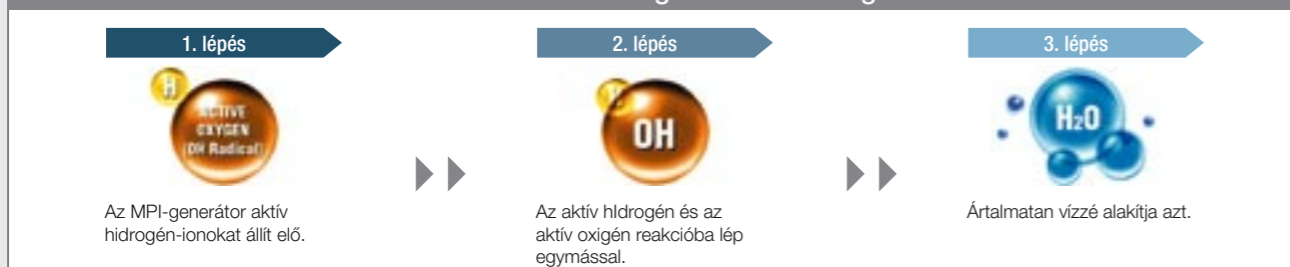 1. lépés
2. lépés
3. lépés
H
ACTIVE
OXYGEN
(OH Radical)
H
OH
H₂O
Az MPI-generátor aktív
hidrogén-ionokat állít elő.
Az aktív hIdrogén és az
aktív oxigén reakcióba lép
egymással.
Ártalmatan vízzé alakítja azt.